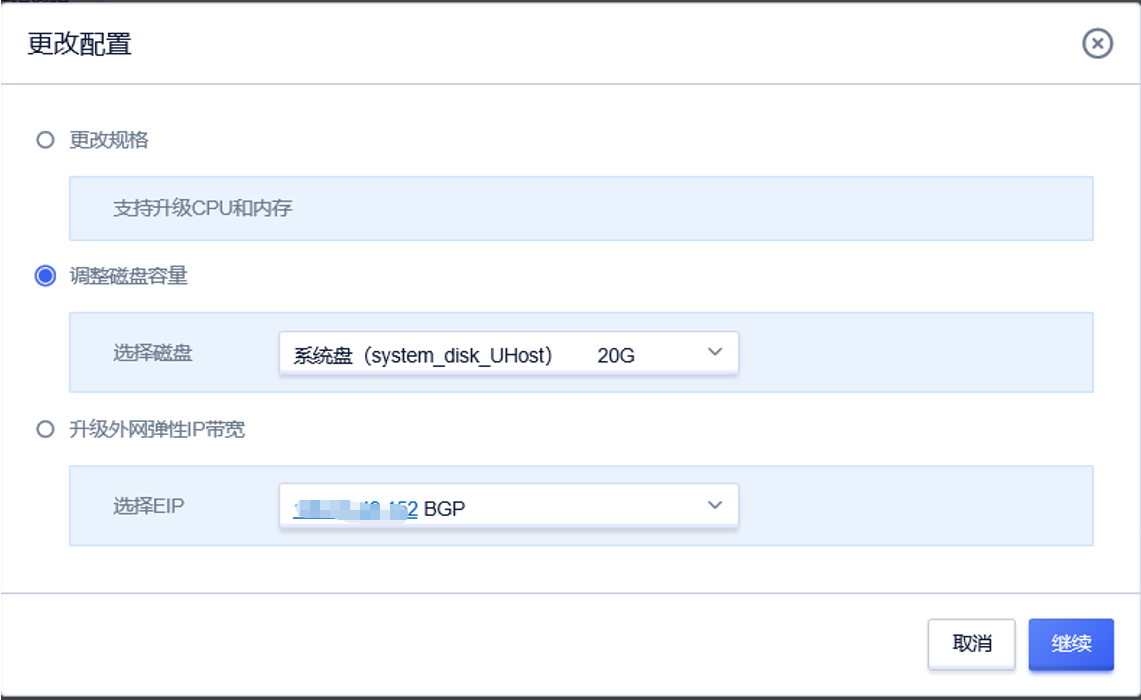 更改配置
更改规格
支持升级CPU和内存
调整磁盘容量
选择磁盘 系统盘（system_disk_UHost） 20G
升级外网弹性IP带宽
选择EIP 152 BGP
取消 继续